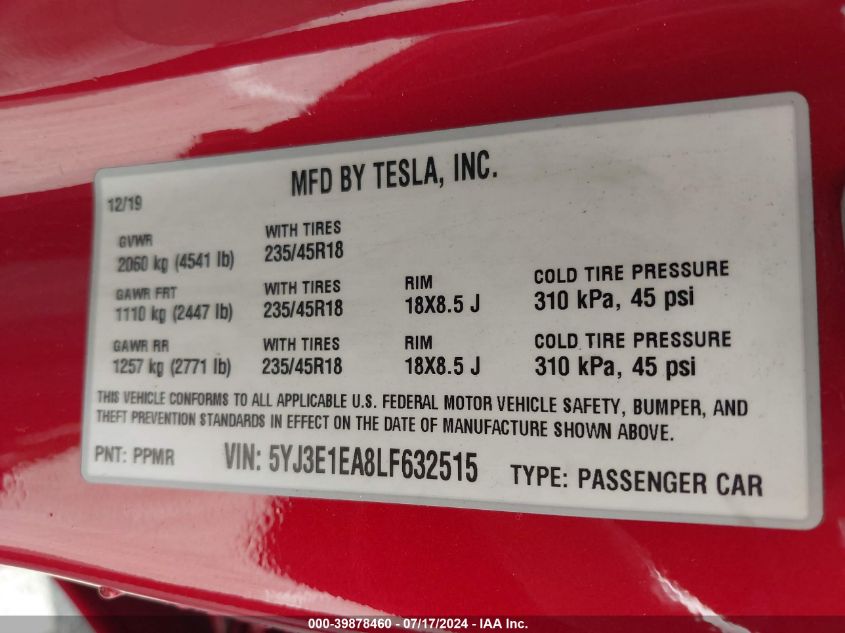 MFD BY TESLA, INC.
12/19
GVWR
2060 kg (4541 lb)
WITH TIRES
235/45R18
GAWR FRT
1110 kg (2447 lb)
WITH TIRES
235/45R18
RIM
18X8.5 J
COLD TIRE PRESSURE
310 kPa, 45 psi
GAWR RR
1257 kg (2771 lb)
WITH TIRES
235/45R18
RIM
18X8.5 J
COLD TIRE PRESSURE
310 kPa, 45 psi
THIS VEHICLE CONFORMS TO ALL APPLICABLE U.S. FEDERAL MOTOR VEHICLE SAFETY, BUMPER, AND
THEFT PREVENTION STANDARDS IN EFFECT ON THE DATE OF MANUFACTURE SHOWN ABOVE.
PNT: PPMR VIN: 5YJ3E1EA8LF632515 TYPE: PASSENGER CAR
000-39878460 - 07/17/2024 - IAA Inc.